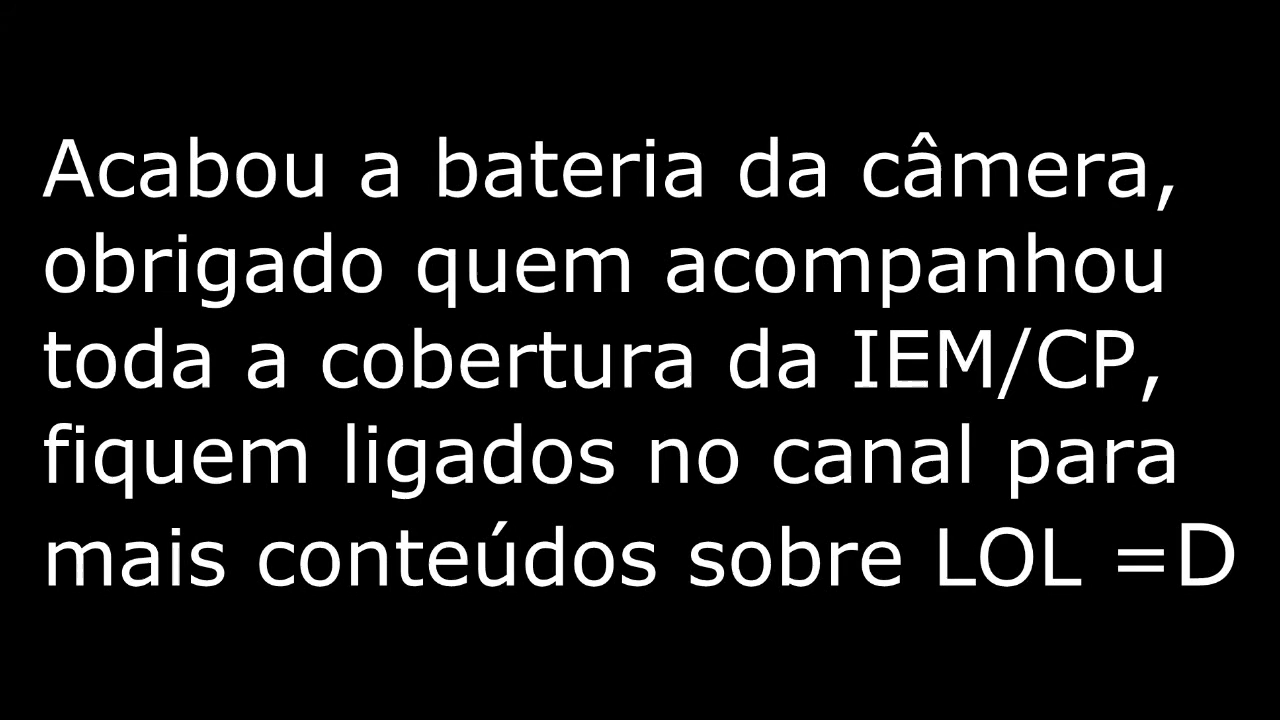 Acabou a bateria da câmera,
obrigado quem acompanhou
toda a cobertura da IEM/CP,
fiquem ligados no canal para
mais conteúdos sobre LOL =D